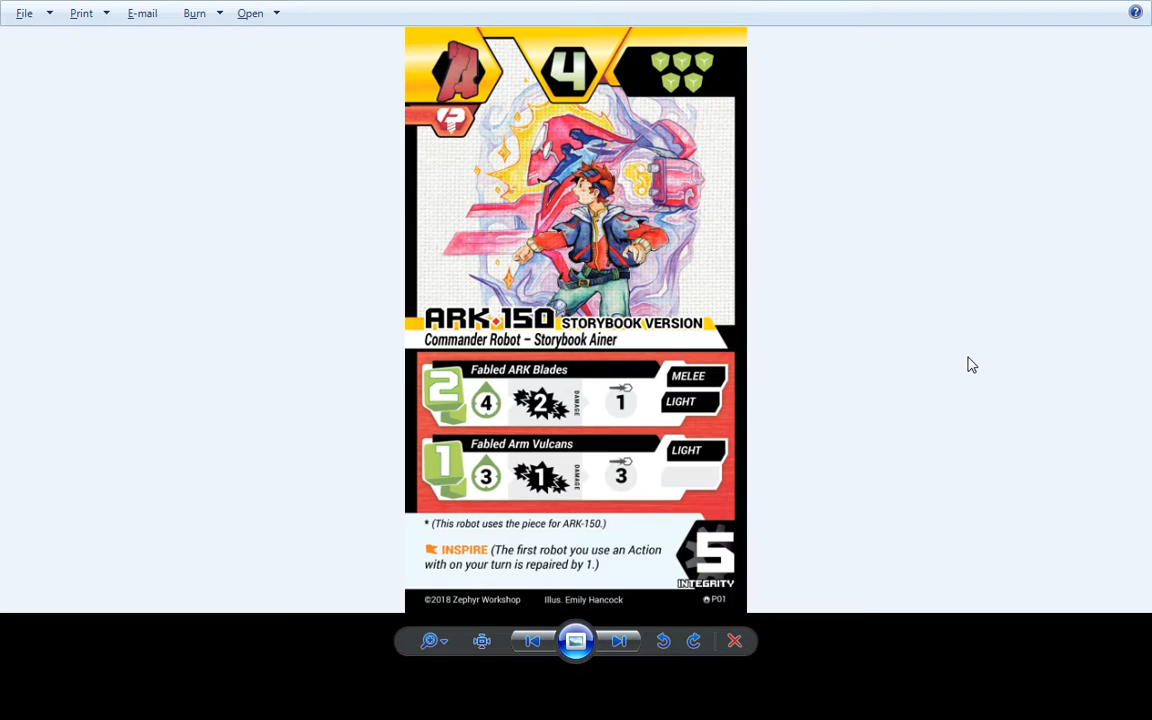 File Print E-mail Burn Open
A 4
ARK-150 STORYBOOK VERSION
Commander Robot – Storybook Ainer
Fabled ARK Blades
MELEE
2 4 2 DAMAGE 1
LIGHT
Fabled Arm Vulcans
LIGHT
1 3 1 DAMAGE 3
* (This robot uses the piece for ARK-150.)
INSPIRE (The first robot you use an Action
with on your turn is repaired by 1.)
5
INTEGRITY
©2018 Zephyr Workshop Illus. Emily Hancock P01